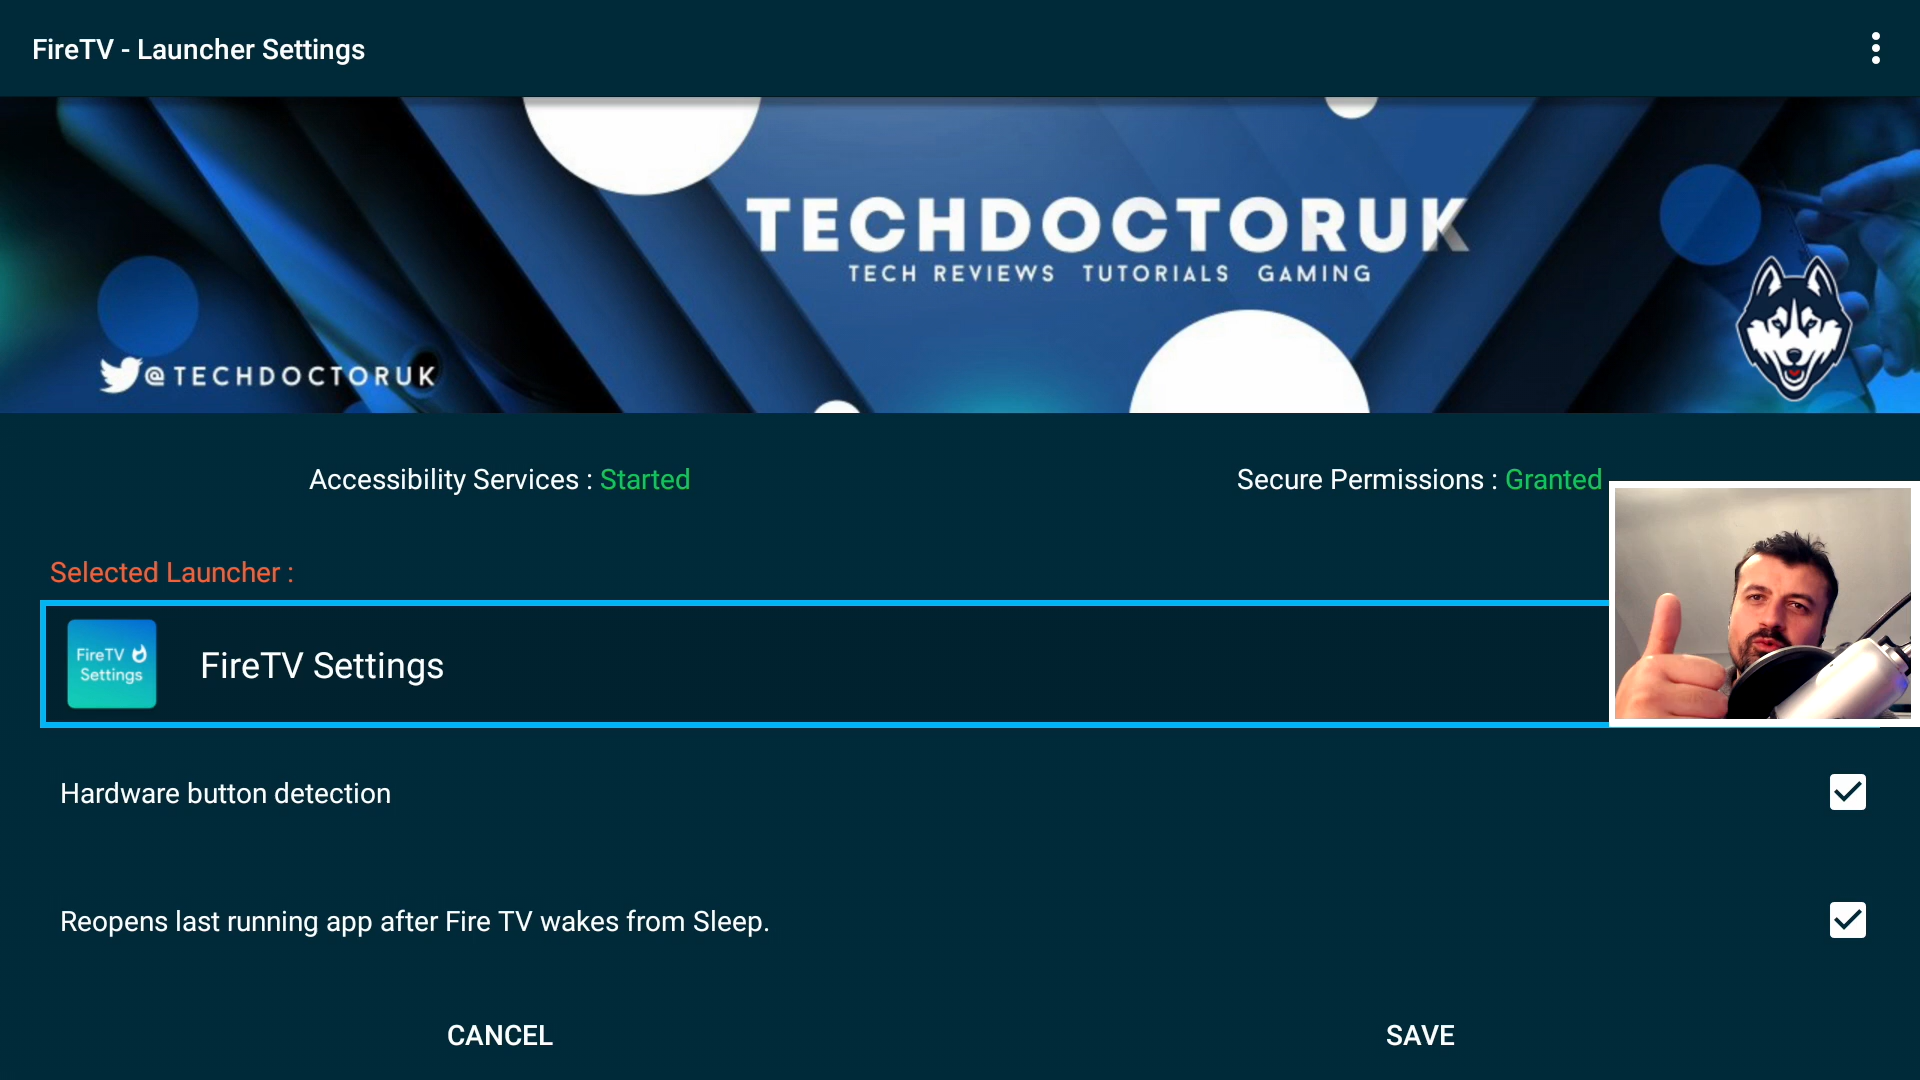 FireTV - Launcher Settings
TECHDOCTORUK
TECH REVIEWS TUTORIALS GAMING
@TECHDOCTORUK
Accessibility Services : Started
Secure Permissions : Granted
Selected Launcher :
FireTV
Settings
FireTV Settings
Hardware button detection
Reopens last running app after Fire TV wakes from Sleep.
CANCEL
SAVE